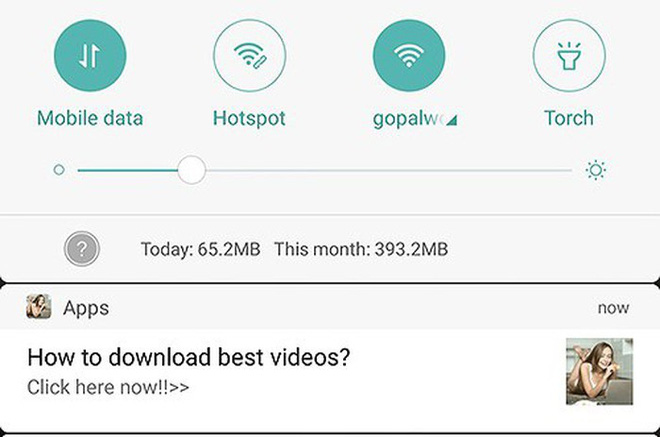 Mobile data Hotspot gopalw Torch
? Today: 65.2MB This month: 393.2MB
Apps now
How to download best videos?
Click here now!!>>